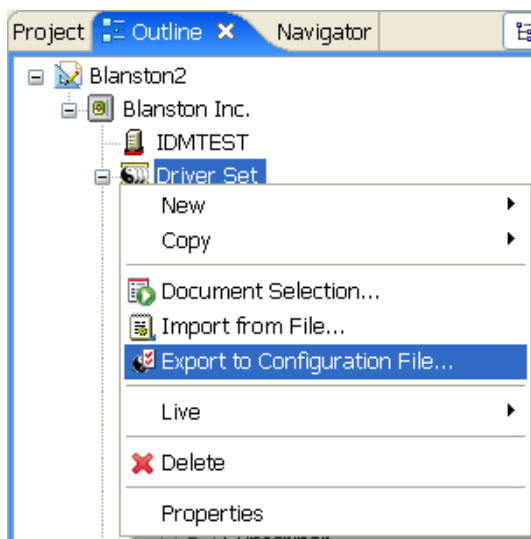 Project Outline Navigator
Blanston2
Blanston Inc.
IDMTEST
Driver Set
New
Copy
Document Selection...
Import from File...
Export to Configuration File...
Live
Delete
Properties